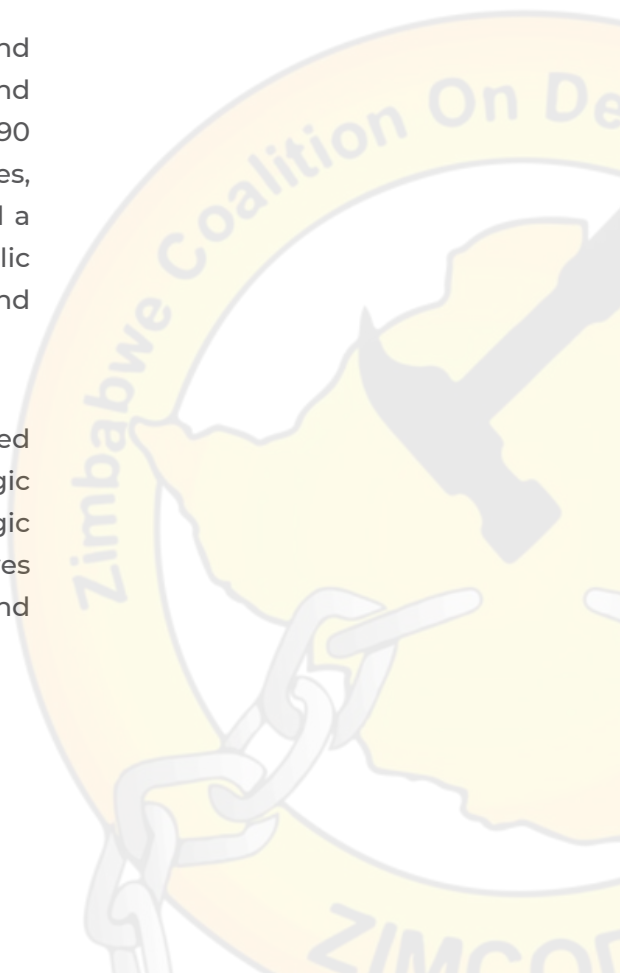 nd
nd
90
es,
l a
lic
nd
ed
gic
gic
es
nd
Zimbabwe Coalition On De
ZIMCOD